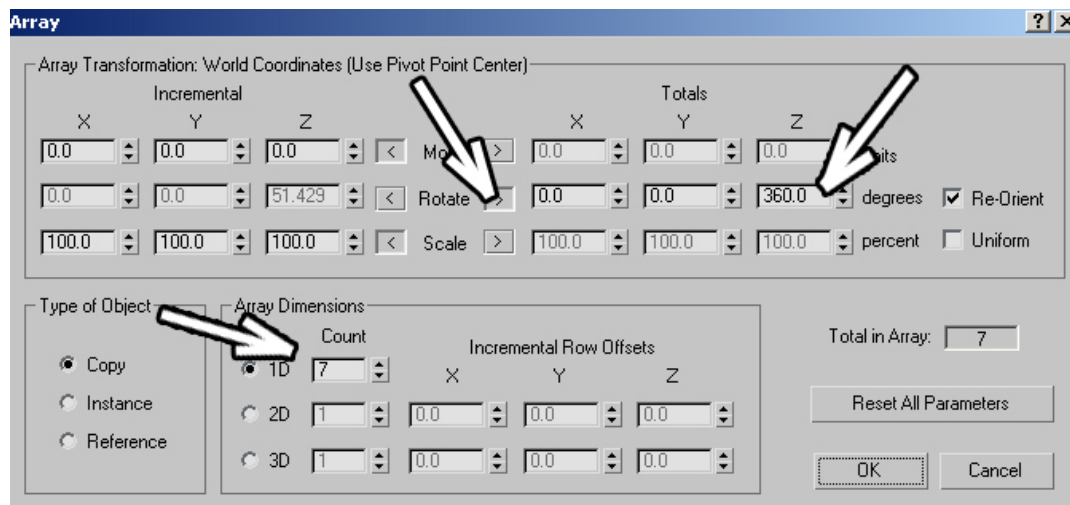 Array
Array Transformation: World Coordinates (Use Pivot Point Center)
Incremental Totals
X Y Z X Y Z
0.0 0.0 0.0 < > 0.0 0.0 0.0
0.0 0.0 51.429 < Rotate > 0.0 0.0 360.0 degrees Re-Orient
100.0 100.0 100.0 < Scale > 100.0 100.0 100.0 percent Uniform
Type of Object
Copy
Instance
Reference
Array Dimensions
Count Incremental Row Offsets
1D 7 X Y Z
2D 1 0.0 0.0 0.0
3D 1 0.0 0.0 0.0
Total in Array: 7
Reset All Parameters
OK Cancel